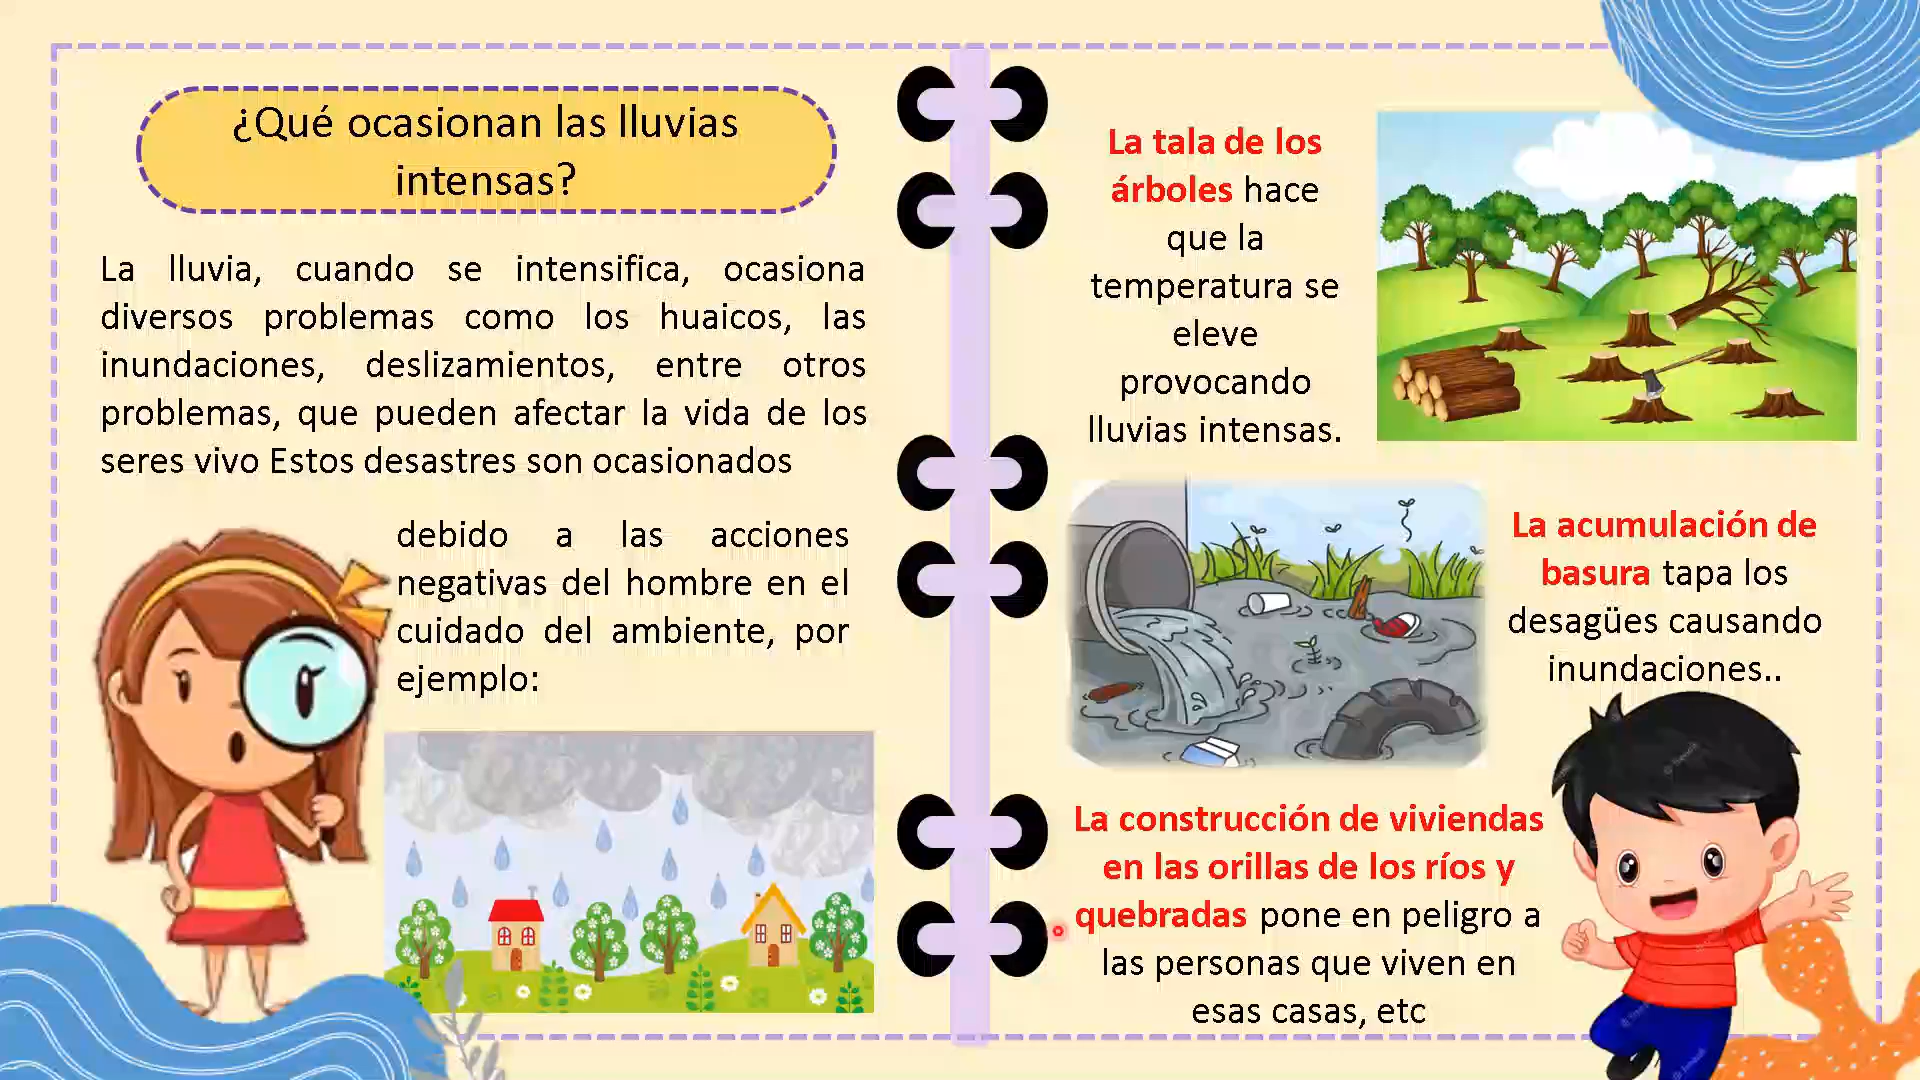 ¿Qué ocasionan las lluvias
intensas?
La lluvia, cuando se intensifica, ocasiona
diversos problemas como los huaicos, las
inundaciones, deslizamientos, entre otros
problemas, que pueden afectar la vida de los
seres vivo Estos desastres son ocasionados
debido a las acciones
negativas del hombre en el
cuidado del ambiente, por
ejemplo:
La tala de los
árboles hace
que la
temperatura se
eleve
provocando
lluvias intensas.
La acumulación de
basura tapa los
desagües causando
inundaciones..
La construcción de viviendas
en las orillas de los ríos y
quebradas pone en peligro a
las personas que viven en
esas casas, etc